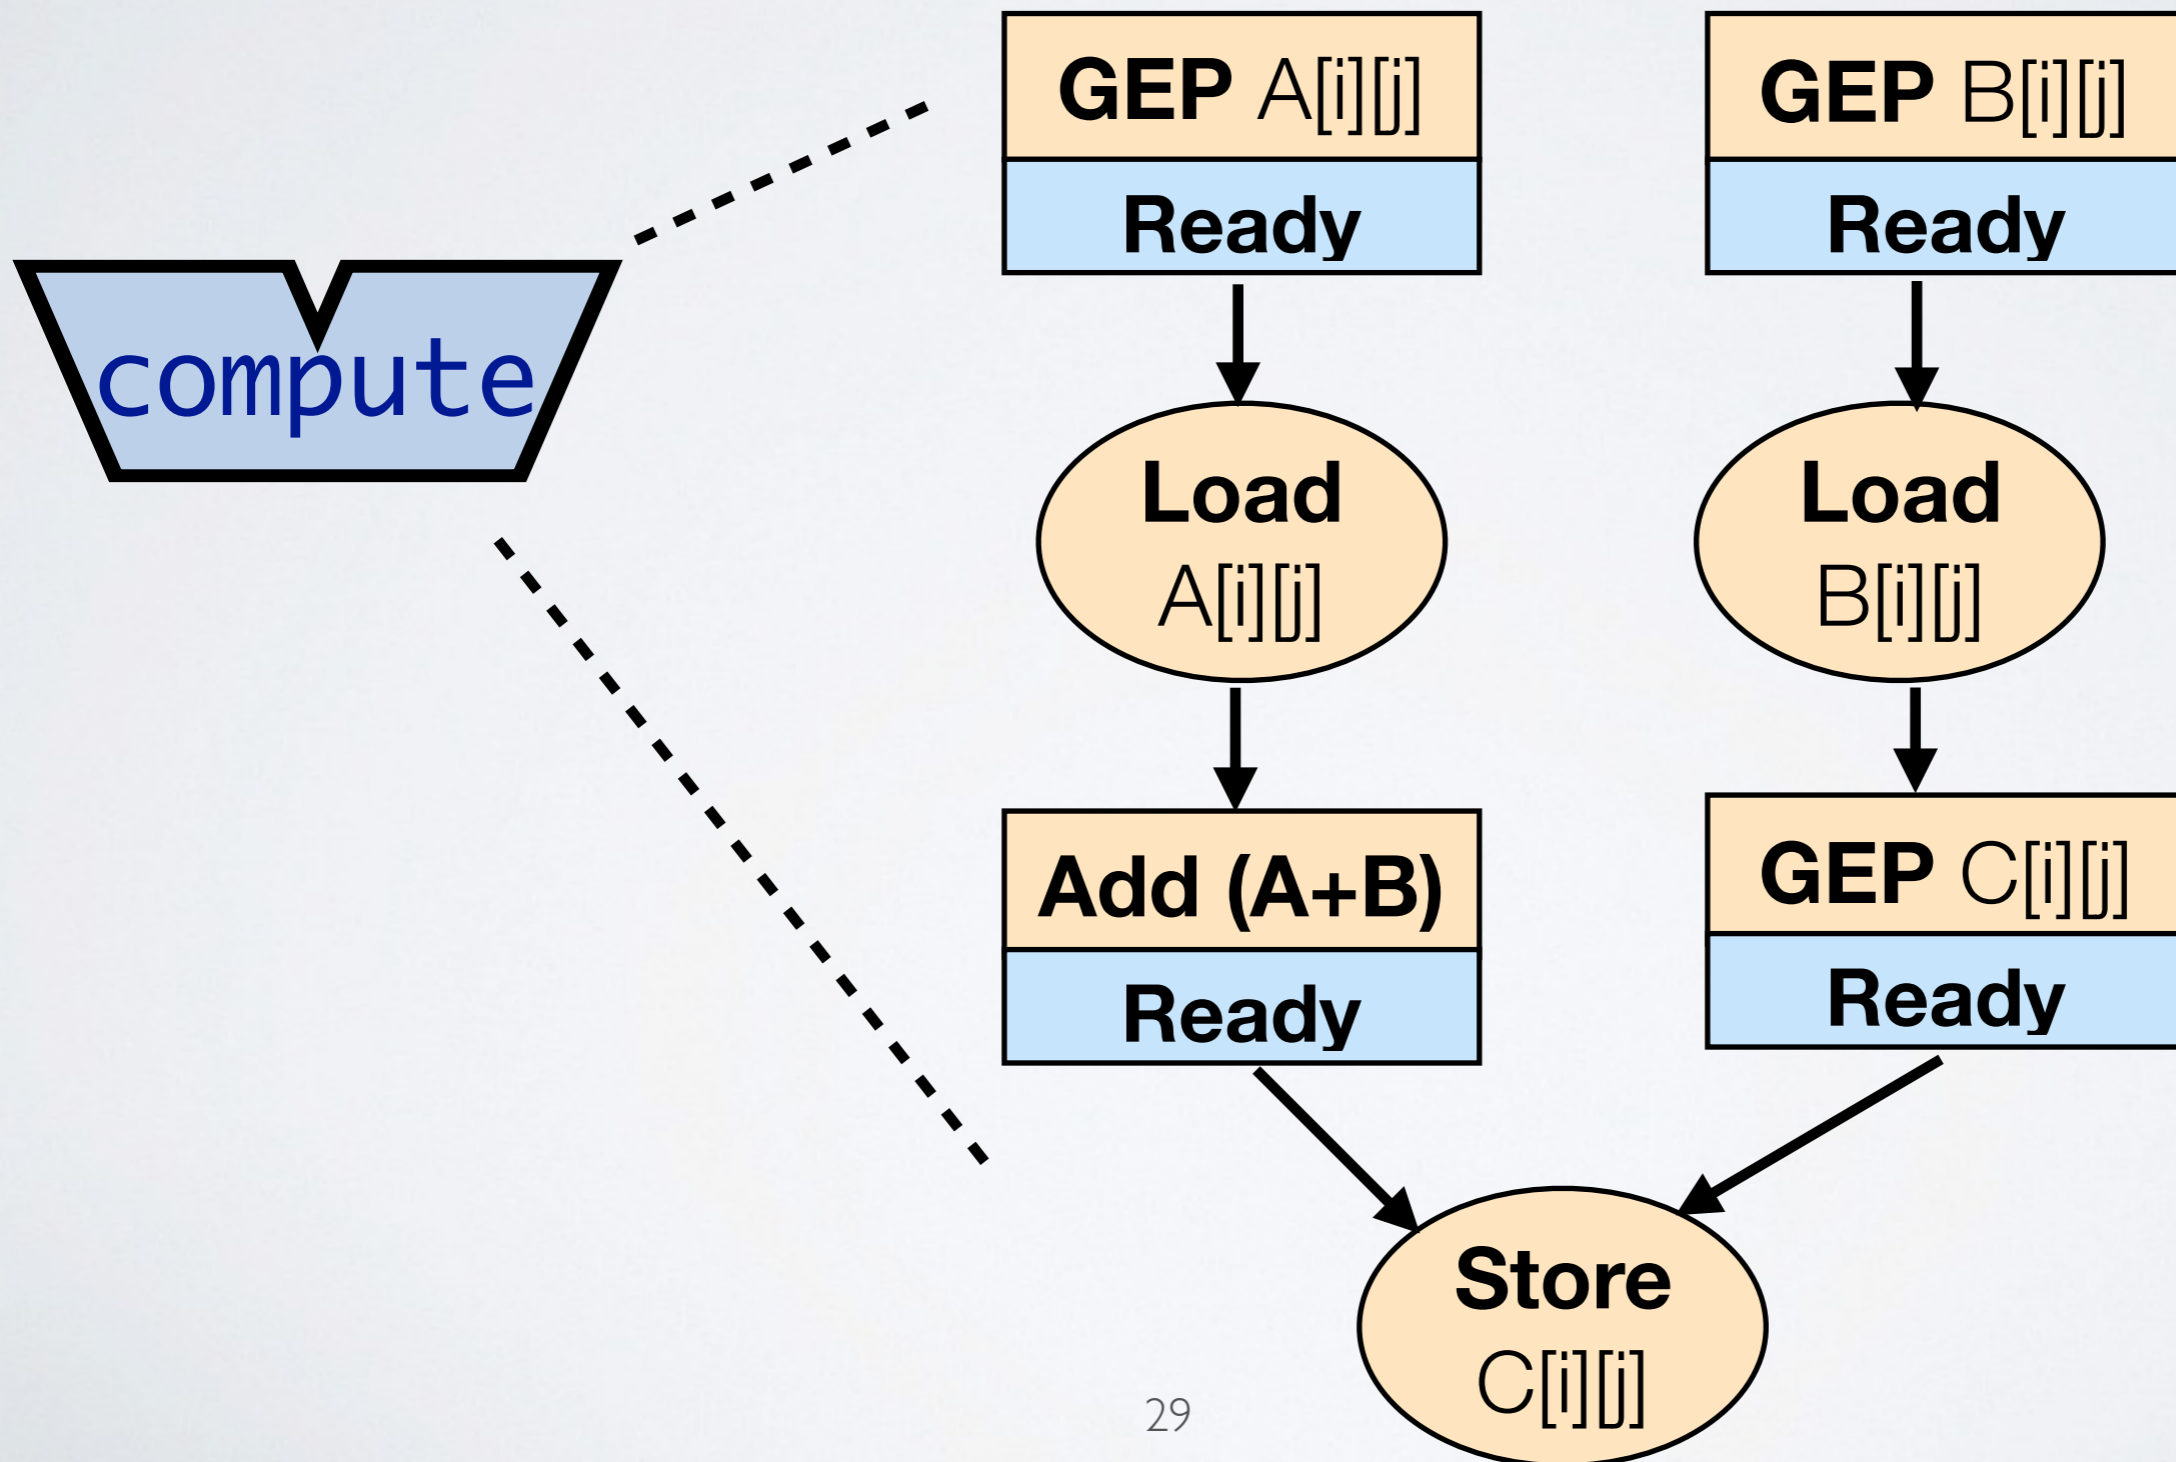 compute
GEP A[i][j]
Ready
GEP B[i][j]
Ready
Load
A[i][j]
Load
B[i][j]
Add (A+B)
Ready
GEP C[i][j]
Ready
Store
C[i][j]
29